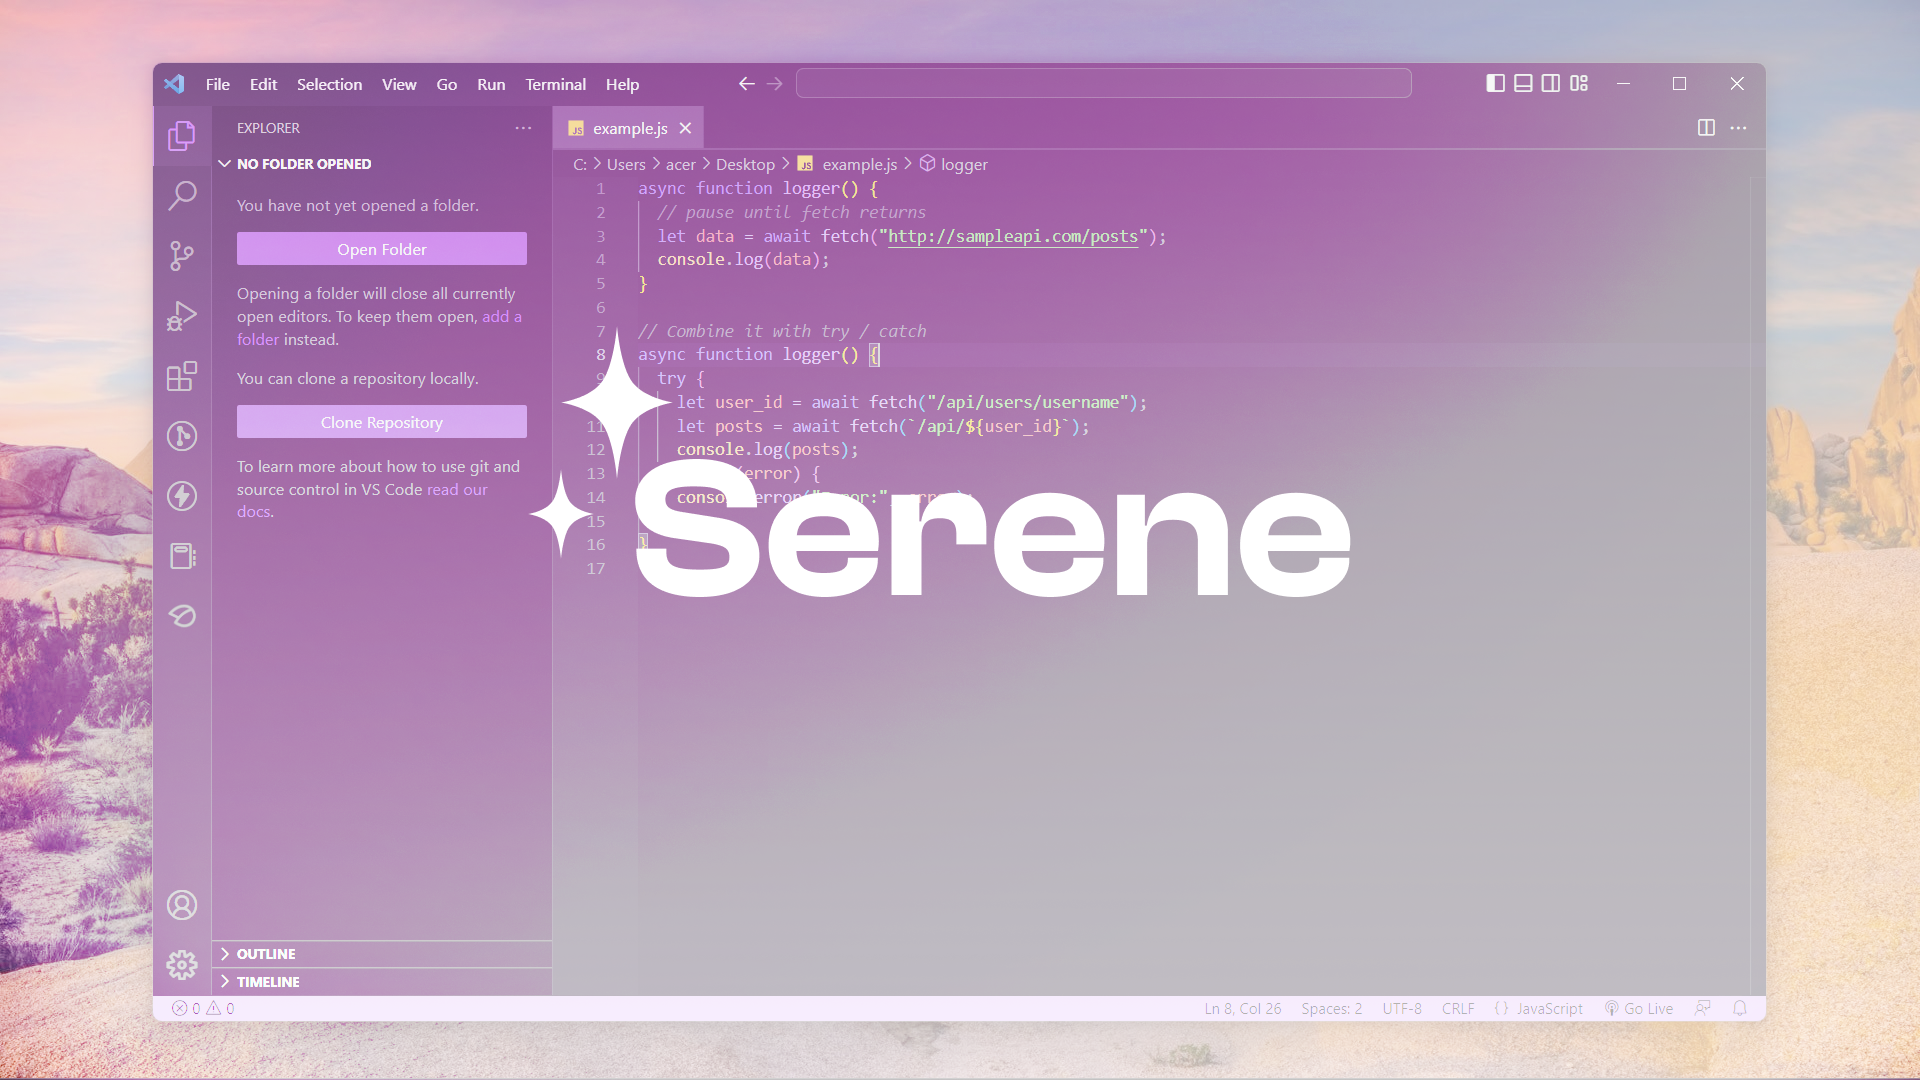 File Edit Selection View Go Run Terminal Help
EXPLORER
NO FOLDER OPENED
You have not yet opened a folder.
Open Folder
Opening a folder will close all currently
open editors. To keep them open, add a
folder instead.
You can clone a repository locally.
Clone Repository
To learn more about how to use git and
source control in VS Code read our
docs.
OUTLINE
TIMELINE
JS example.js
C: > Users > acer > Desktop > JS example.js > logger
1 async function logger() {
2 // pause until fetch returns
3 let data = await fetch("http://sampleapi.com/posts");
4 console.log(data);
5 }
6
7 // Combine it with try / catch
8 async function logger() {
9 try {
let user_id = await fetch("/api/users/username");
11 let posts = await fetch(`/api/${user_id}`);
12 console.log(posts);
13 (error) {
14
15
16 }
17
Serene
0 0
Ln 8, Col 26 Spaces: 2 UTF-8 CRLF {} JavaScript Go Live